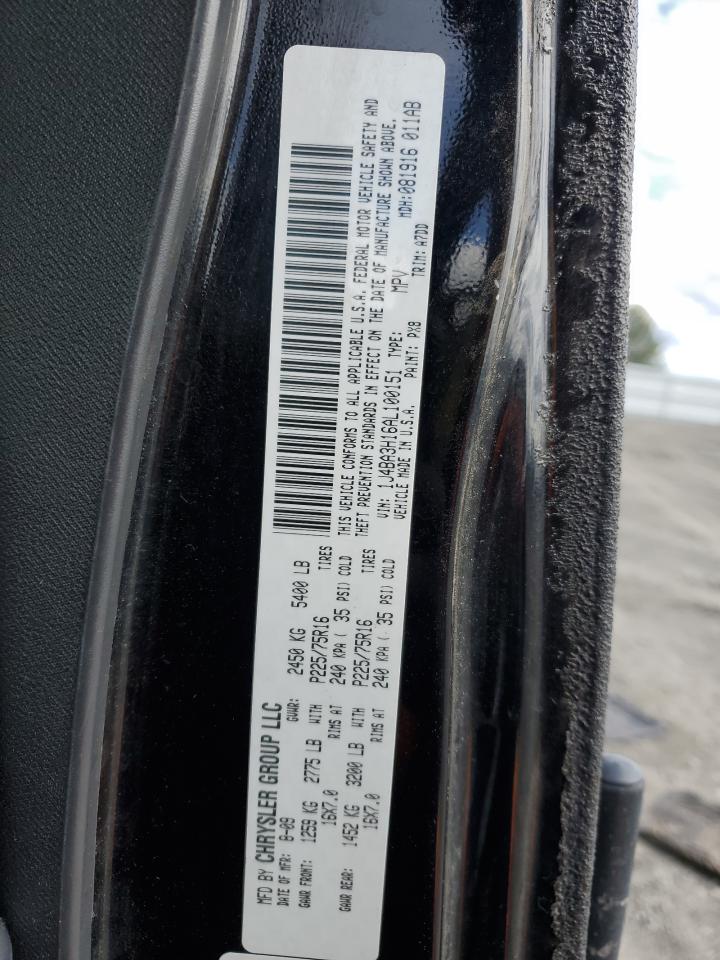 MFD BY CHRYSLER GROUP LLC
DATE OF MFR: 8-09 GVWR: 2450 KG 5400 LB
GAWR FRONT: 1259 KG 2775 LB WITH P225/75R16 TIRES
16X7.0 RIMS AT 240 KPA ( 35 PSI) COLD
GAWR REAR: 1452 KG 3200 LB WITH P225/75R16 TIRES
16X7.0 RIMS AT 240 KPA ( 35 PSI) COLD
THIS VEHICLE CONFORMS TO ALL APPLICABLE U.S.A. FEDERAL MOTOR VEHICLE SAFETY AND
THEFT PREVENTION STANDARDS IN EFFECT ON THE DATE OF MANUFACTURE SHOWN ABOVE.
VIN: 1J4BA3H16AL100151 TYPE: MPV MDH:081916 011AB
VEHICLE MADE IN U.S.A. PAINT: PX8 TRIM: A7DD